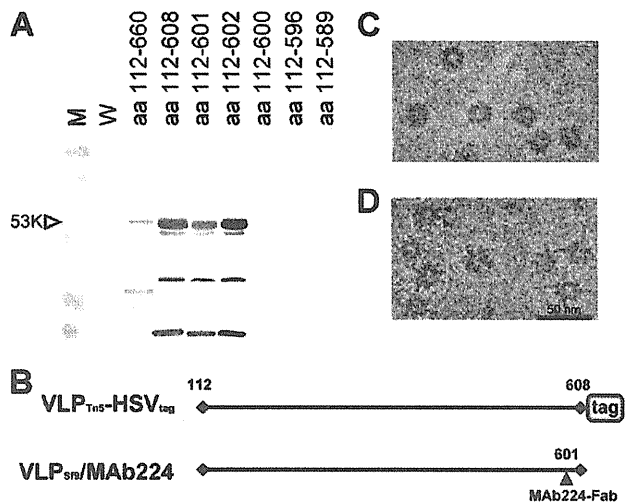 A
M
W
aa 112-660
aa 112-608
aa 112-601
aa 112-602
aa 112-600
aa 112-596
aa 112-589
53K
C
D
50 nm
B
112
608
VLPTn5-HSVtag
tag
601
VLPSf9/MAb224
MAb224-Fab